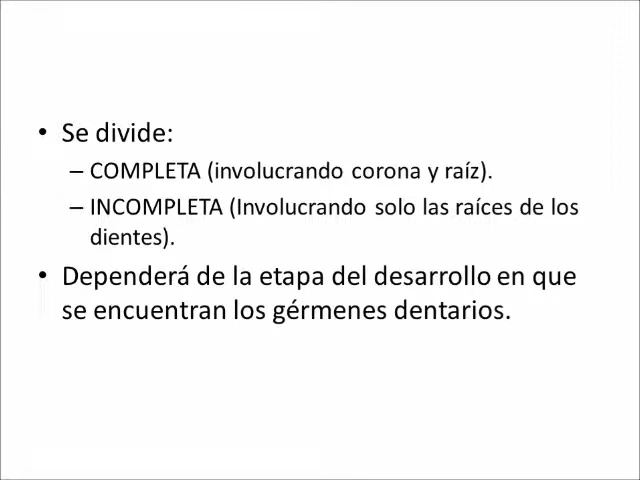 • Se divide:
– COMPLETA (involucrando corona y raíz).
– INCOMPLETA (Involucrando solo las raíces de los
dientes).
• Dependerá de la etapa del desarrollo en que
se encuentran los gérmenes dentarios.